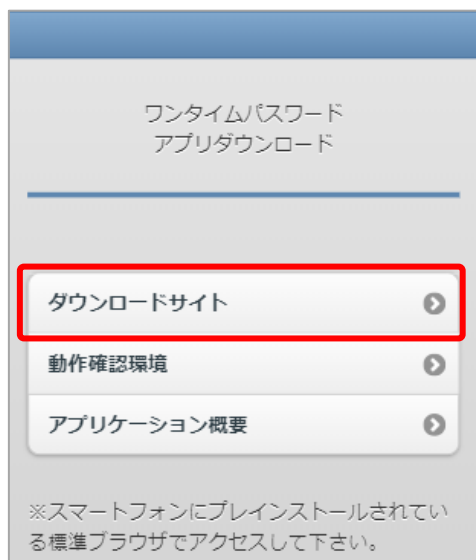 ワンタイムパスワード
アプリダウンロード
ダウンロードサイト
動作確認環境
アプリケーション概要
※スマートフォンにプレインストールされてい
る標準ブラウザでアクセスして下さい。